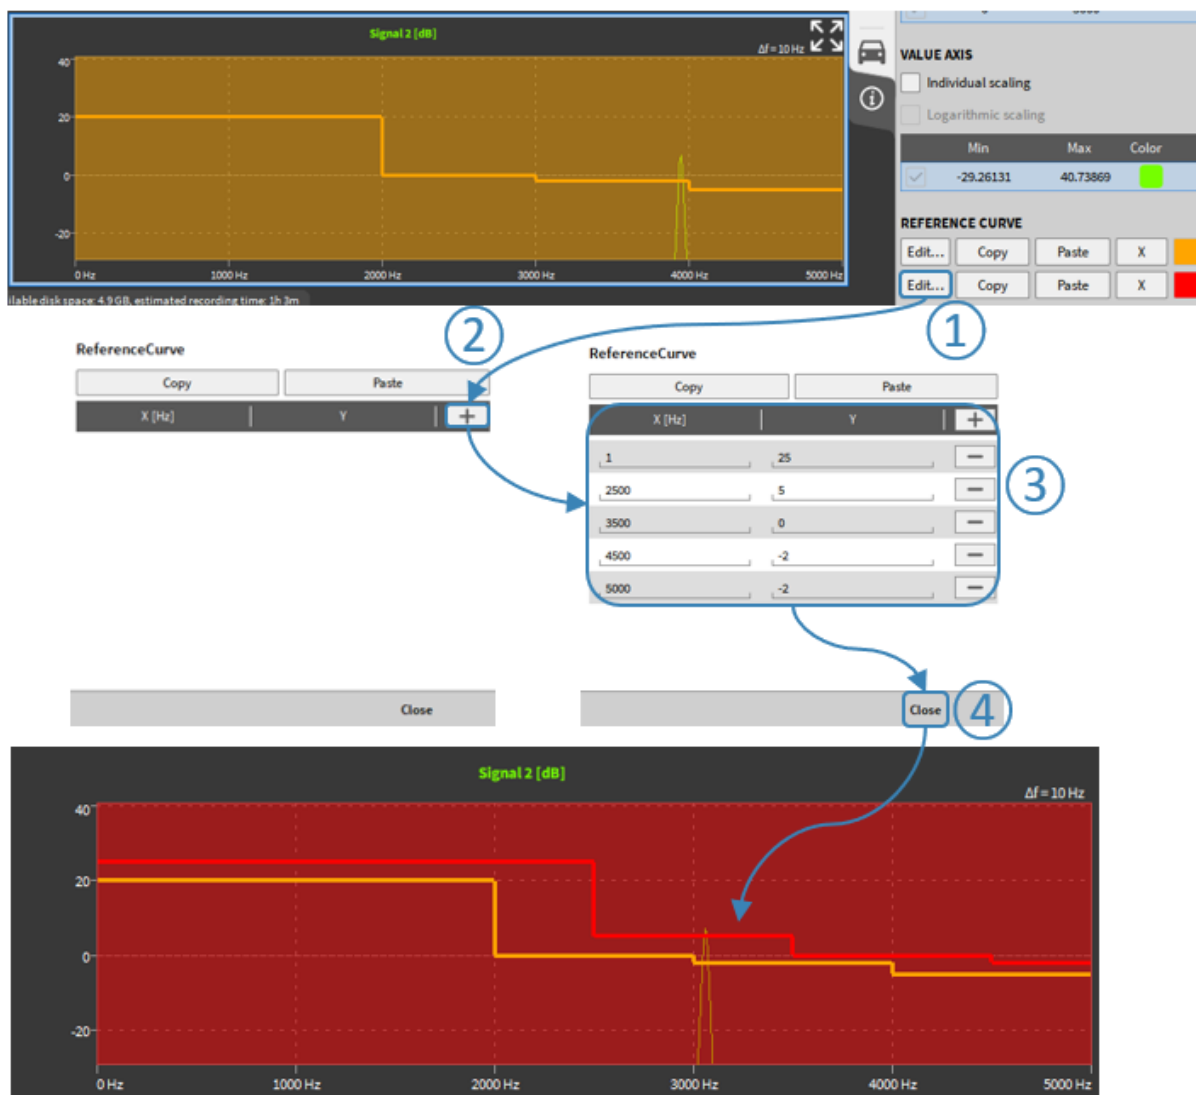 Signal 2 [dB]
Δf = 10 Hz
40
20
0
-20
0 Hz
1000 Hz
2000 Hz
3000 Hz
4000 Hz
5000 Hz
ilable disk space: 4.9 GB, estimated recording time: 1h 3m
VALUE AXIS
Individual scaling
Logarithmic scaling
Min Max Color
-29.26131 40.73869
REFERENCE CURVE
Edit... Copy Paste X
Edit... Copy Paste X
1
2
ReferenceCurve
Copy Paste
X [Hz] Y +
Close
ReferenceCurve
Copy Paste
X [Hz] Y +
1 25 −
2500 5 −
3500 0 −
4500 -2 −
5000 -2 −
3
Close
4
Signal 2 [dB]
Δf = 10 Hz
40
20
0
-20
0 Hz
1000 Hz
2000 Hz
3000 Hz
4000 Hz
5000 Hz